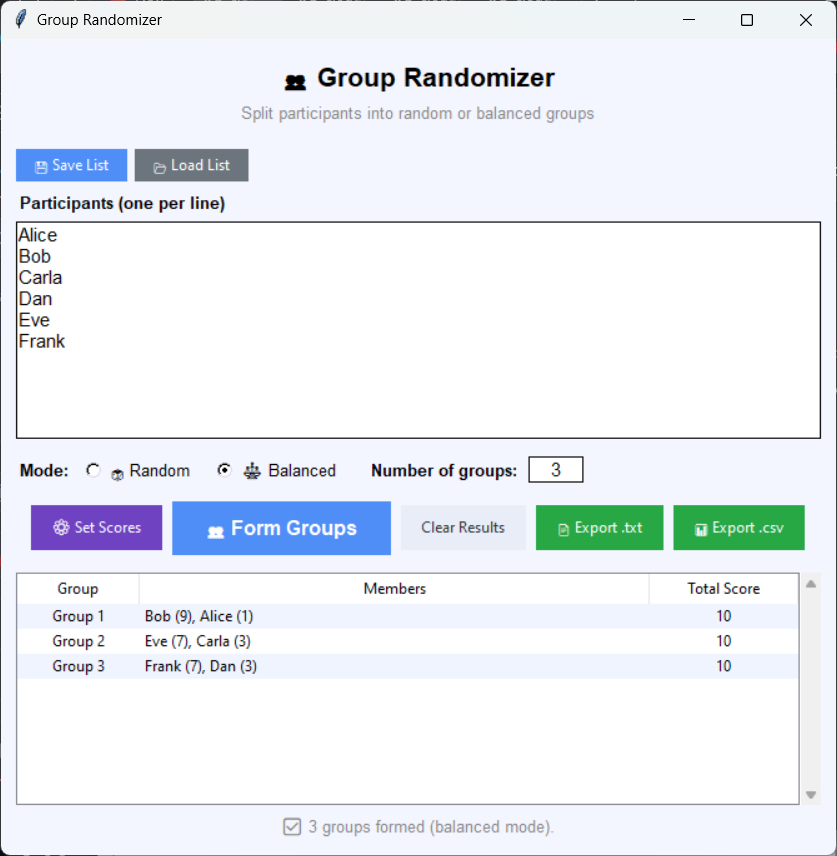 Group Randomizer
Group Randomizer
Split participants into random or balanced groups
Save List Load List
Participants (one per line)
Alice
Bob
Carla
Dan
Eve
Frank
Mode: Random Balanced Number of groups: 3
Set Scores Form Groups Clear Results Export .txt Export .csv
Group Members Total Score
Group 1 Bob (9), Alice (1) 10
Group 2 Eve (7), Carla (3) 10
Group 3 Frank (7), Dan (3) 10
3 groups formed (balanced mode).